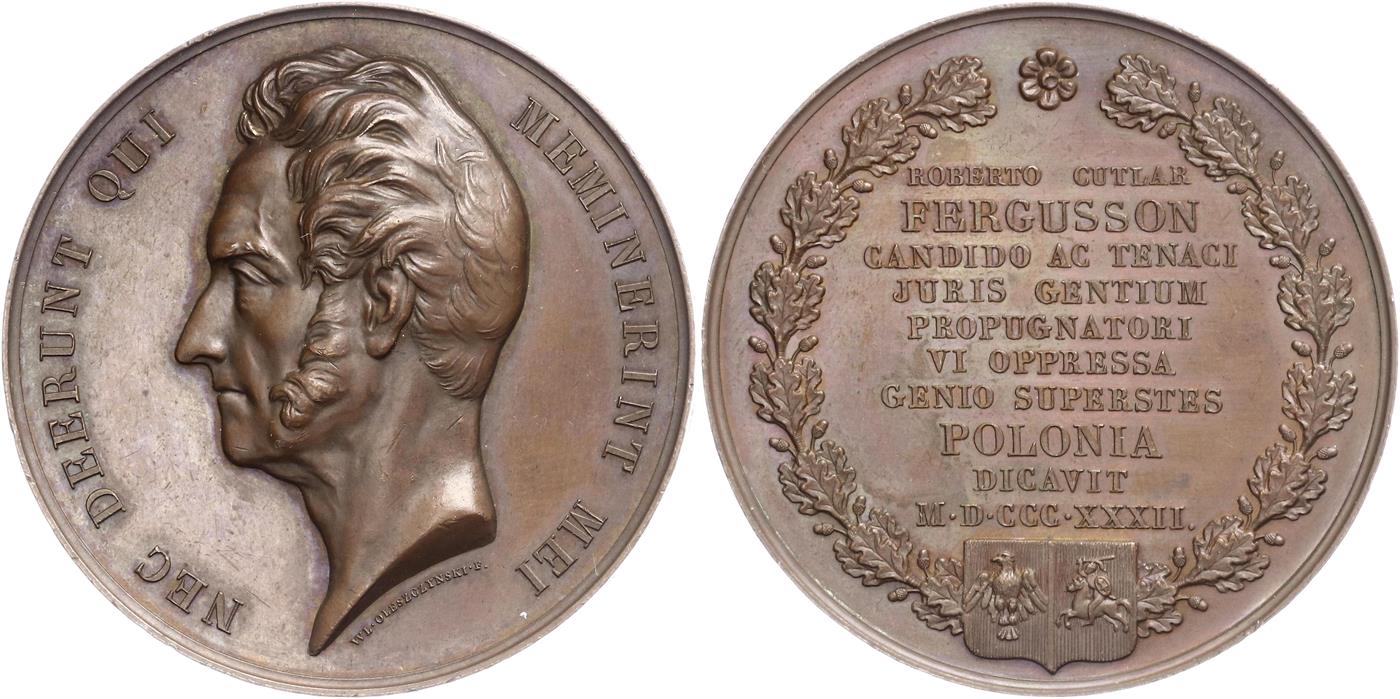 NEC DEERUNT QUI MEMINERINT MEI
WŁ·OLESZCZYNSKI·F.
ROBERTO CUTLAR
FERGUSSON
CANDIDO AC TENACI
JURIS GENTIUM
PROPUGNATORI
VI OPPRESSA
GENIO SUPERSTES
POLONIA
DICAVIT
M·D·CCC·XXXII.